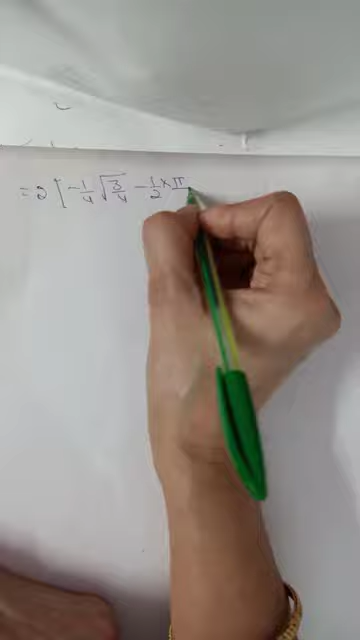 = 2 [ -1/4 √3/4 - 1/2 × π